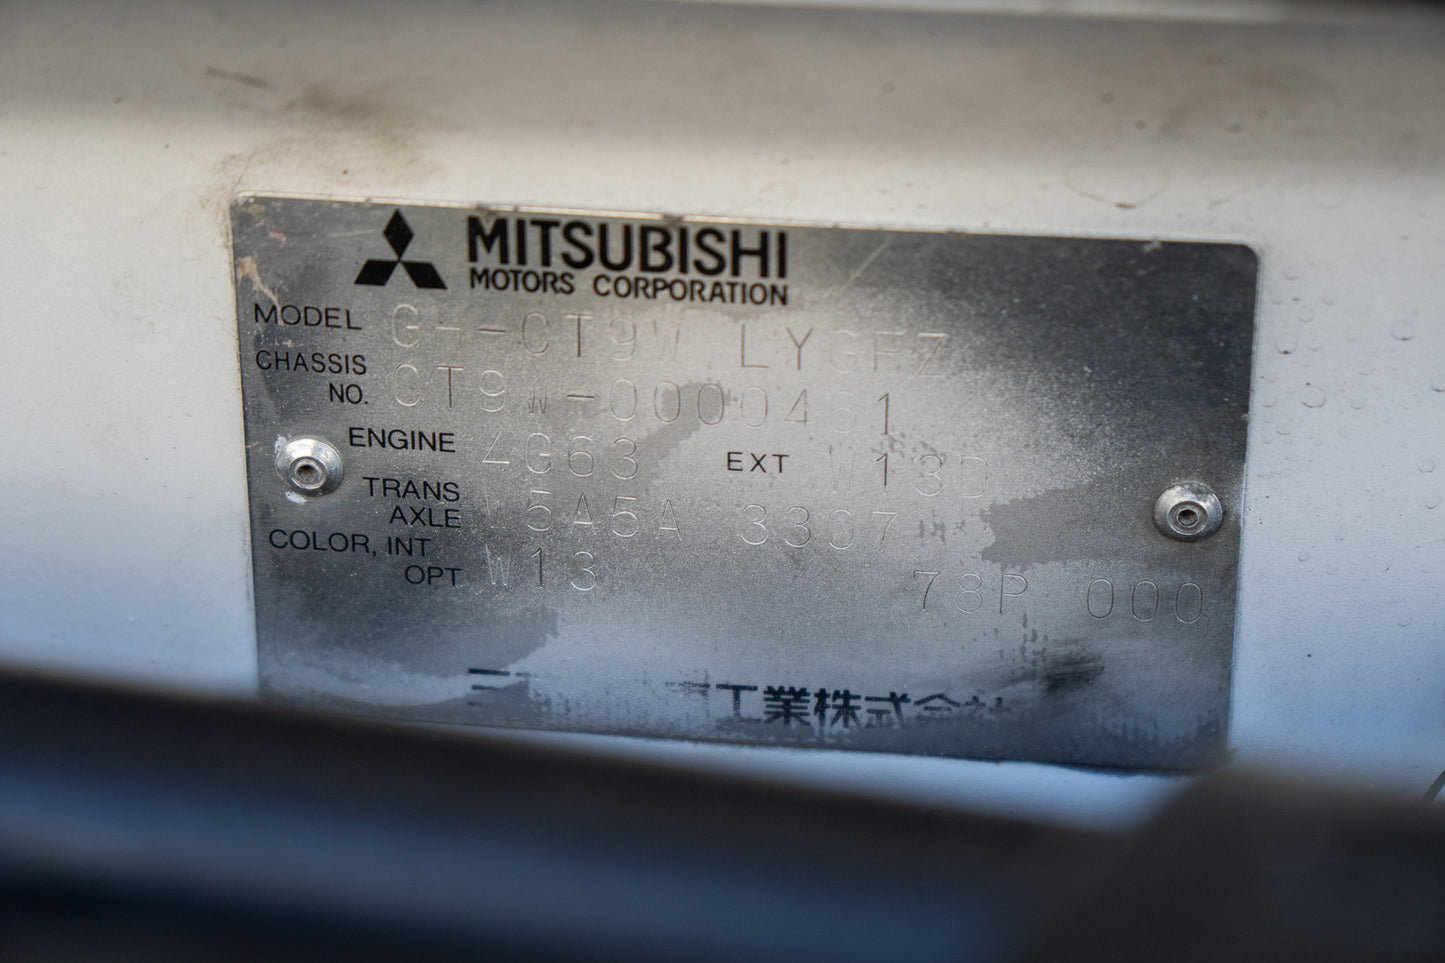 MITSUBISHI
MOTORS CORPORATION
MODEL GH-CT9W LYGFZ
CHASSIS
NO. CT9W-0000461
ENGINE 4G63 EXT W13D
TRANS
AXLE W5A5A 3307
COLOR, INT
OPT W13 78P 000
三 工業株式会社